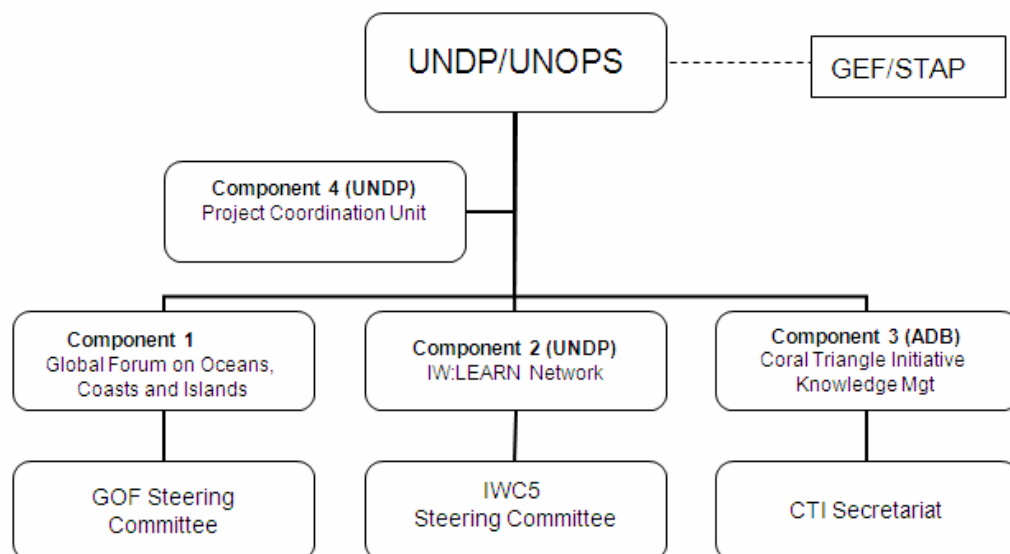 UNDP/UNOPS
GEF/STAP
Component 4 (UNDP)
Project Coordination Unit
Component 1
Global Forum on Oceans,
Coasts and Islands
Component 2 (UNDP)
IW:LEARN Network
Component 3 (ADB)
Coral Triangle Initiative
Knowledge Mgt
GOF Steering
Committee
IWC5
Steering Committee
CTI Secretariat